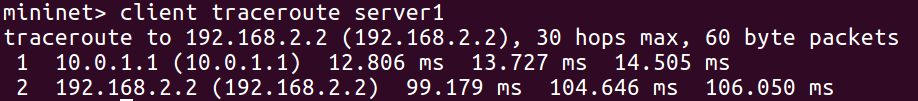 mininet> client traceroute server1
traceroute to 192.168.2.2 (192.168.2.2), 30 hops max, 60 byte packets
 1  10.0.1.1 (10.0.1.1)  12.806 ms  13.727 ms  14.505 ms
 2  192.168.2.2 (192.168.2.2)  99.179 ms  104.646 ms  106.050 ms